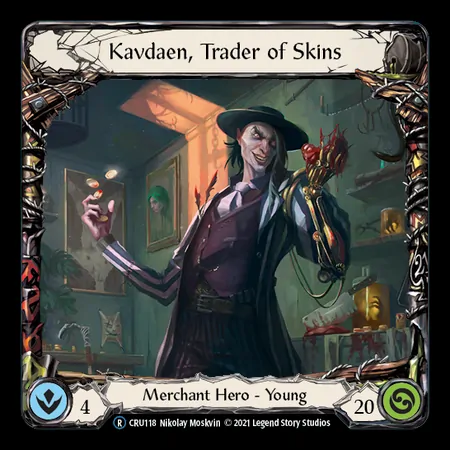 Kavdaen, Trader of Skins
Merchant Hero - Young
4
20
R CRU118 Nikolay Moskvin © 2021 Legend Story Studios